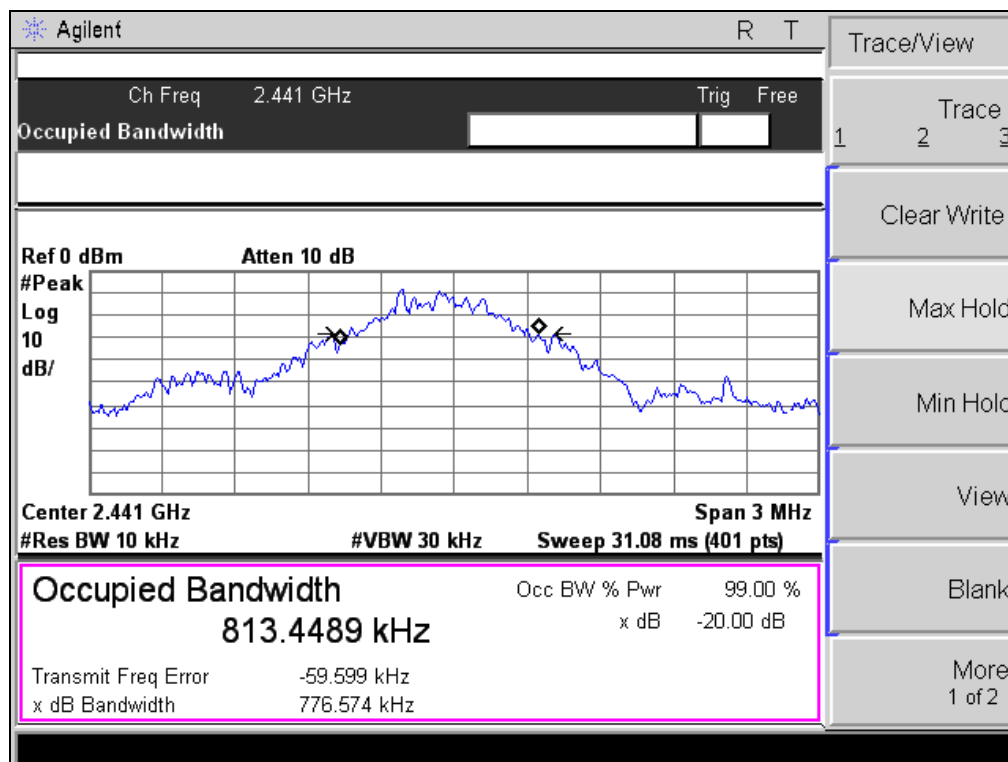 Agilent R T
Ch Freq 2.441 GHz Trig Free
Occupied Bandwidth
Ref 0 dBm Atten 10 dB
#Peak
Log
10
dB/
Center 2.441 GHz Span 3 MHz
#Res BW 10 kHz #VBW 30 kHz Sweep 31.08 ms (401 pts)
Occupied Bandwidth Occ BW % Pwr 99.00 %
813.4489 kHz x dB -20.00 dB
Transmit Freq Error -59.599 kHz
x dB Bandwidth 776.574 kHz
Trace/View
Trace
1 2 3
Clear Write
Max Hold
Min Hold
View
Blank
More
1 of 2